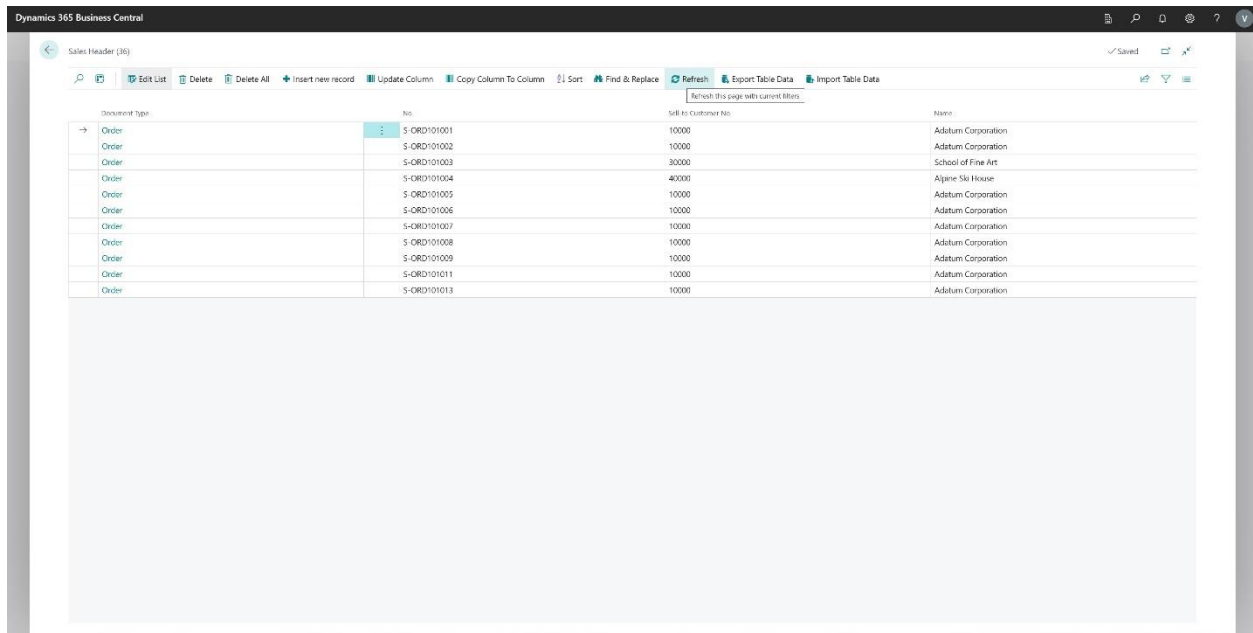 Dynamics 365 Business Central
? V
Sales Header (36)
Saved
Edit List Delete Delete All Insert new record Update Column Copy Column To Column Sort Find & Replace Refresh Export Table Data Import Table Data
Refresh this page with current filters
Document Type No. Sell-to Customer No. Name
Order S-ORD101001 10000 Adatum Corporation
Order S-ORD101002 10000 Adatum Corporation
Order S-ORD101003 30000 School of Fine Art
Order S-ORD101004 40000 Alpine Ski House
Order S-ORD101005 10000 Adatum Corporation
Order S-ORD101006 10000 Adatum Corporation
Order S-ORD101007 10000 Adatum Corporation
Order S-ORD101008 10000 Adatum Corporation
Order S-ORD101009 10000 Adatum Corporation
Order S-ORD101011 10000 Adatum Corporation
Order S-ORD101013 10000 Adatum Corporation